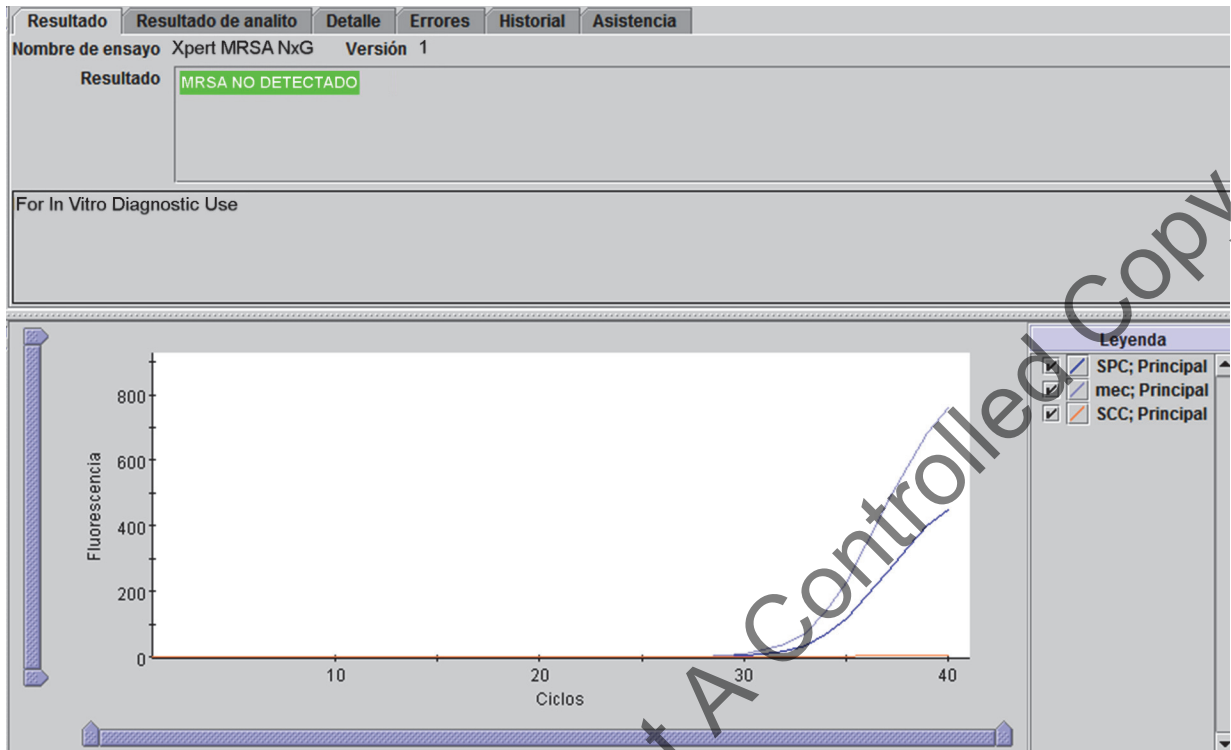 Resultado Resultado de analito Detalle Errores Historial Asistencia
Nombre de ensayo Xpert MRSA NxG Versión 1
Resultado MRSA NO DETECTADO
For In Vitro Diagnostic Use
Leyenda
SPC; Principal
mec; Principal
SCC; Principal
Fluorescencia
800
600
400
200
0
10 20 30 40
Ciclos
t A Controlled Copy